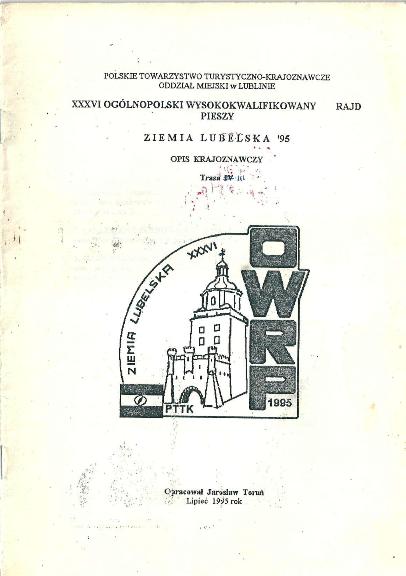 POLSKIE TOWARZYSTWO TURYSTYCZNO-KRAJOZNAWCZE
ODDZIAŁ MIEJSKI w LUBLINIE
XXXVI OGÓLNOPOLSKI WYSOKOKWALIFIKOWANY RAJD
PIESZY
ZIEMIA LUBELSKA '95
OPIS KRAJOZNAWCZY
Trasa
ZIEMIA LUBELSKA XXXVI
OWRP
PTTK
1995
Opracował Jarosław Toruń
Lipiec 1995 rok